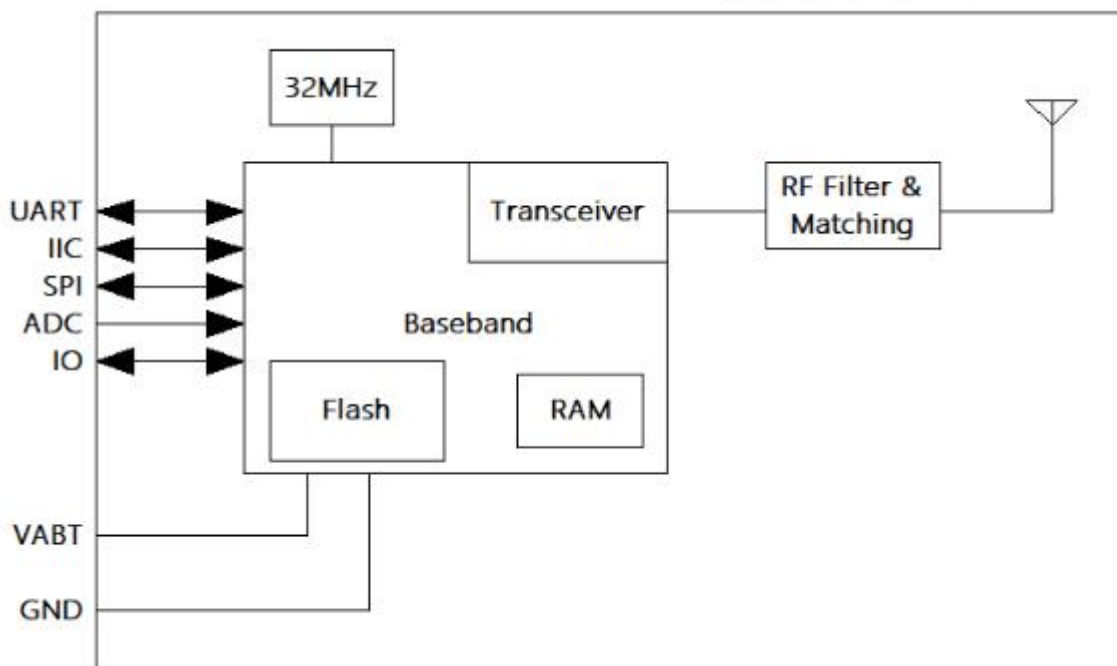 32MHz
UART
IIC
SPI
ADC
IO
Transceiver
RF Filter &
Matching
Baseband
Flash
RAM
VABT
GND